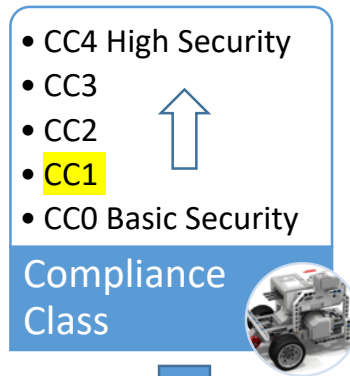 • CC4 High Security
• CC3
• CC2
• CC1
• CC0 Basic Security
Compliance
Class